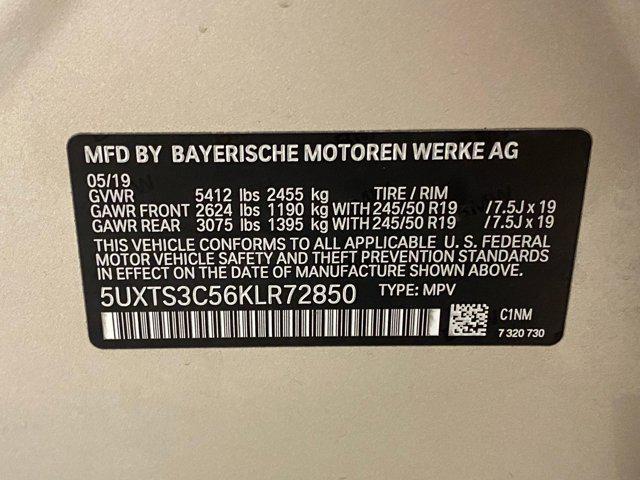 MFD BY BAYERISCHE MOTOREN WERKE AG
05/19
GVWR 5412 lbs 2455 kg TIRE / RIM
GAWR FRONT 2624 lbs 1190 kg WITH 245/50 R19 /7.5J x 19
GAWR REAR 3075 lbs 1395 kg WITH 245/50 R19 /7.5J x 19
THIS VEHICLE CONFORMS TO ALL APPLICABLE U. S. FEDERAL
MOTOR VEHICLE SAFETY AND THEFT PREVENTION STANDARDS
IN EFFECT ON THE DATE OF MANUFACTURE SHOWN ABOVE.
5UXTS3C56KLR72850 TYPE: MPV
C1NM
7 320 730